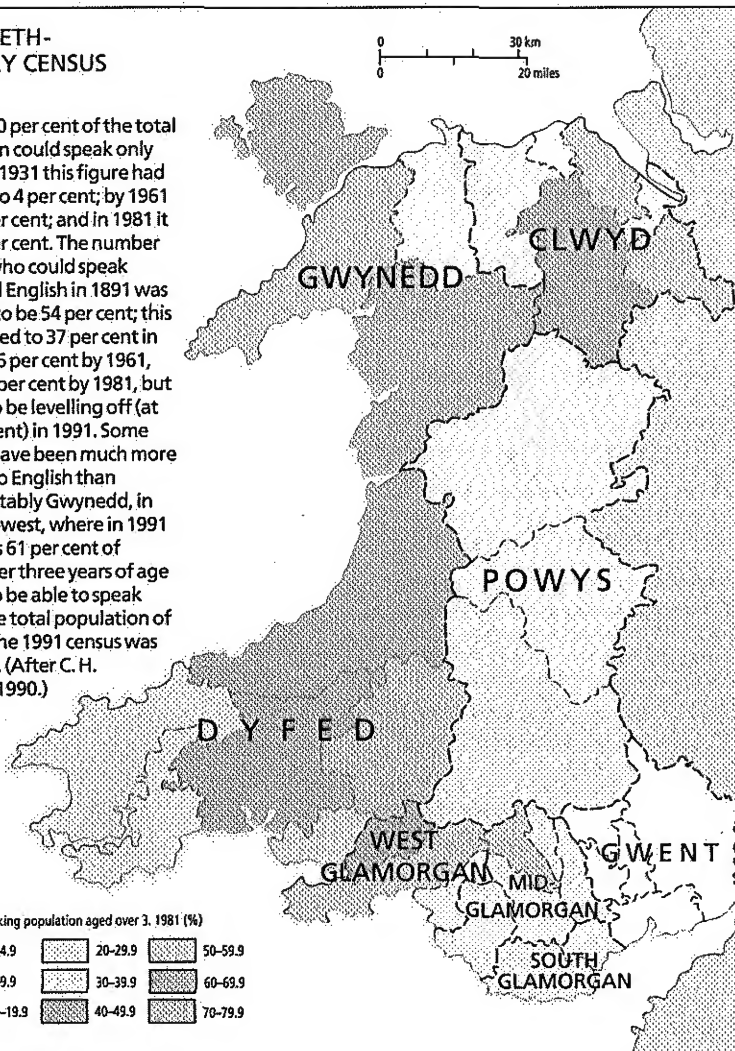 ETH-
Y CENSUS
0 30 km
0 20 miles
0 per cent of the total
n could speak only
1931 this figure had
o 4 per cent; by 1961
er cent; and in 1981 it
er cent. The number
who could speak
l English in 1891 was
to be 54 per cent; this
ed to 37 per cent in
6 per cent by 1961,
per cent by 1981, but
o be levelling off (at
ent) in 1991. Some
have been much more
o English than
tably Gwynedd, in
-west, where in 1991
s 61 per cent of
er three years of age
o be able to speak
e total population of
he 1991 census was
. (After C. H.
1990.)
CLWYD
GWYNEDD
POWYS
DYFED
WEST
GLAMORGAN
GWENT
MID
GLAMORGAN
SOUTH
GLAMORGAN
king population aged over 3. 1981 (%)
4.9 20–29.9 50–59.9
9.9 30–39.9 60–69.9
–19.9 40–49.9 70–79.9